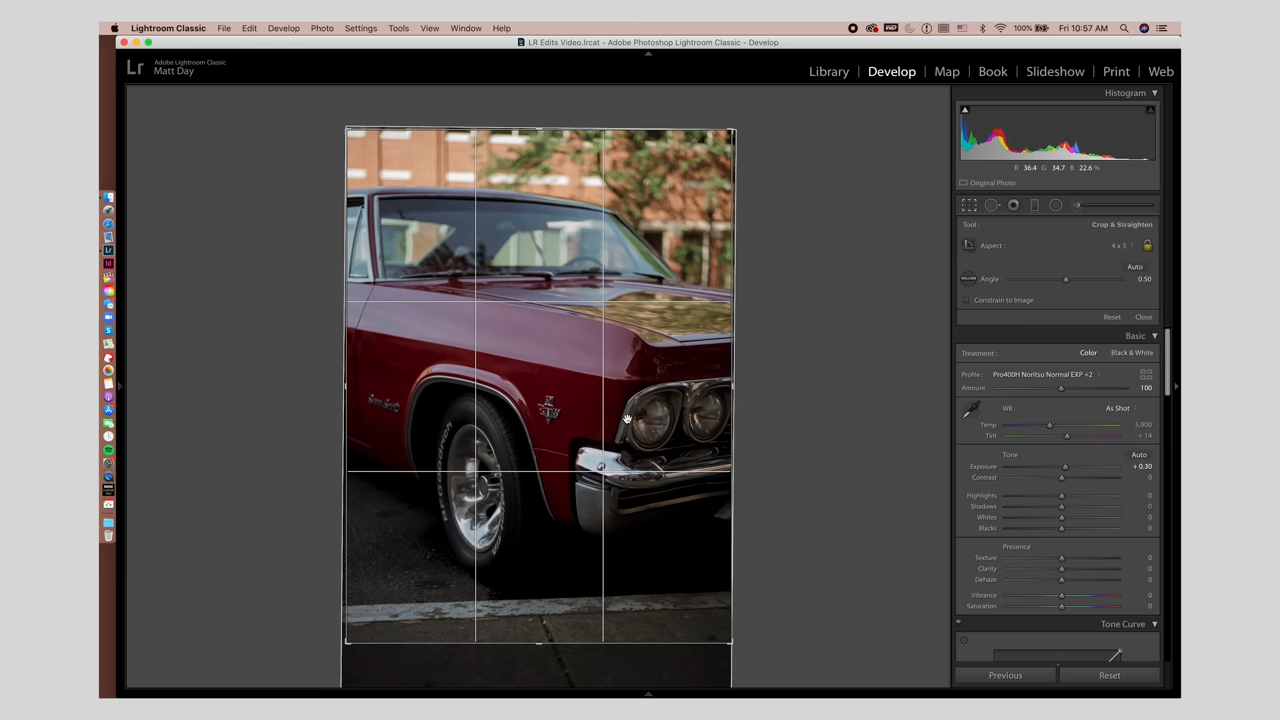 Lightroom Classic File Edit Develop Photo Settings Tools View Window Help 100% Fri 10:57 AM
LR Edits Video.lrcat - Adobe Photoshop Lightroom Classic - Develop
Lr Adobe Lightroom Classic
Matt Day
Library | Develop | Map | Book | Slideshow | Print | Web
Histogram
R 36.4 G 34.7 B 22.6 %
Original Photo
Tool: Crop & Straighten
Aspect: 4 x 3
Auto
Angle 0.50
Constrain to Image
Reset Close
Basic
Treatment: Color Black & White
Profile: Pro400H Noritsu Normal EXP +2
Amount 100
WB: As Shot
Temp 5,900
Tint + 14
Tone Auto
Exposure + 0.30
Contrast 0
Highlights 0
Shadows 0
Whites 0
Blacks 0
Presence
Texture 0
Clarity 0
Dehaze 0
Vibrance 0
Saturation 0
Tone Curve
Previous Reset